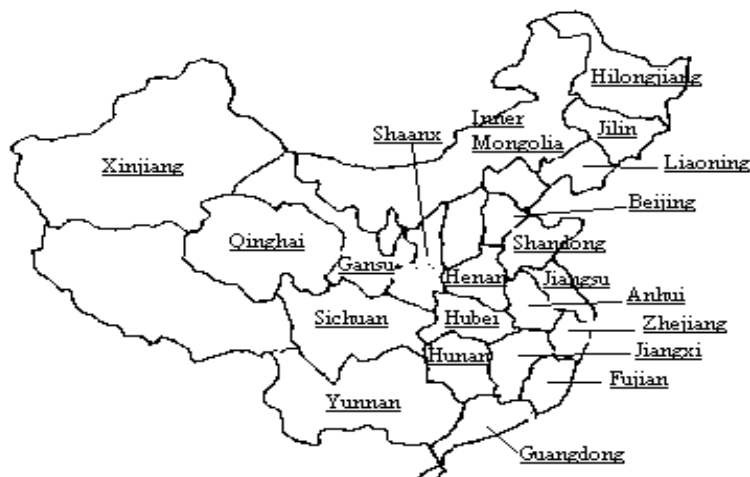 Hilongjiang
Inner
Mongolia
Shaanx
Jilin
Xinjiang
Liaoning
Beijing
Qinghai
Shandong
Gansu
Henan
Jiangsu
Anhui
Sichuan
Hubei
Zhejiang
Hunan
Jiangxi
Fujian
Yunnan
Guangdong